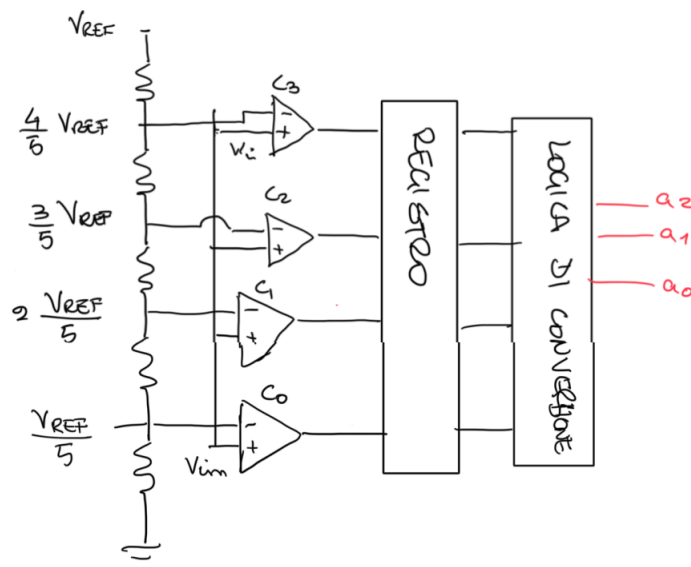 VREF
C3
4/5 VREF
Vi
C2
3/5 VREF
C1
2 VREF/5
C0
VREF/5
Vin
REGISTRO
LOGICA DI CONVERSIONE
a2
a1
a0